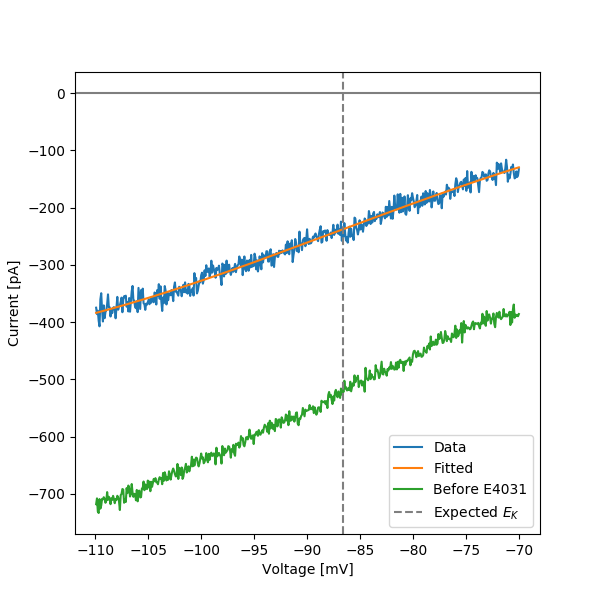 0
−100
−200
−300
−400
−500
−600
−700
Current [pA]
Data
Fitted
Before E4031
Expected E_K
−110
−105
−100
−95
−90
−85
−80
−75
−70
Voltage [mV]